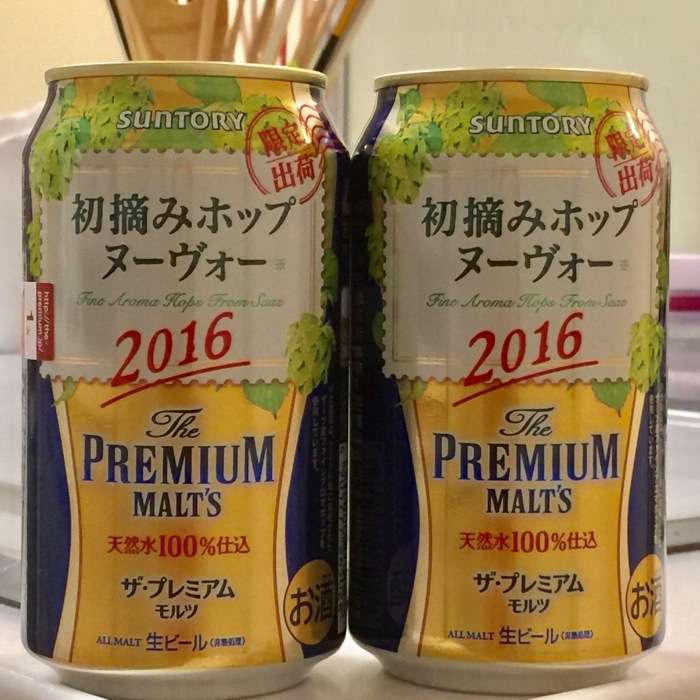 SUNTORY
限定
出荷
初摘みホップ
ヌーヴォー※
Fine Aroma Hops From Saaz
2016
The
PREMIUM
MALT'S
天然水100%仕込
ザ・プレミアム
モルツ
お酒
ALL MALT 生ビール(非熱処理)
http://the-
premium.jp/
1
SUNTORY
限定
出荷
初摘みホップ
ヌーヴォー※
Fine Aroma Hops From Saaz
2016
The
PREMIUM
MALT'S
天然水100%仕込
ザ・プレミアム
モルツ
お酒
ALL MALT 生ビール(非熱処理)